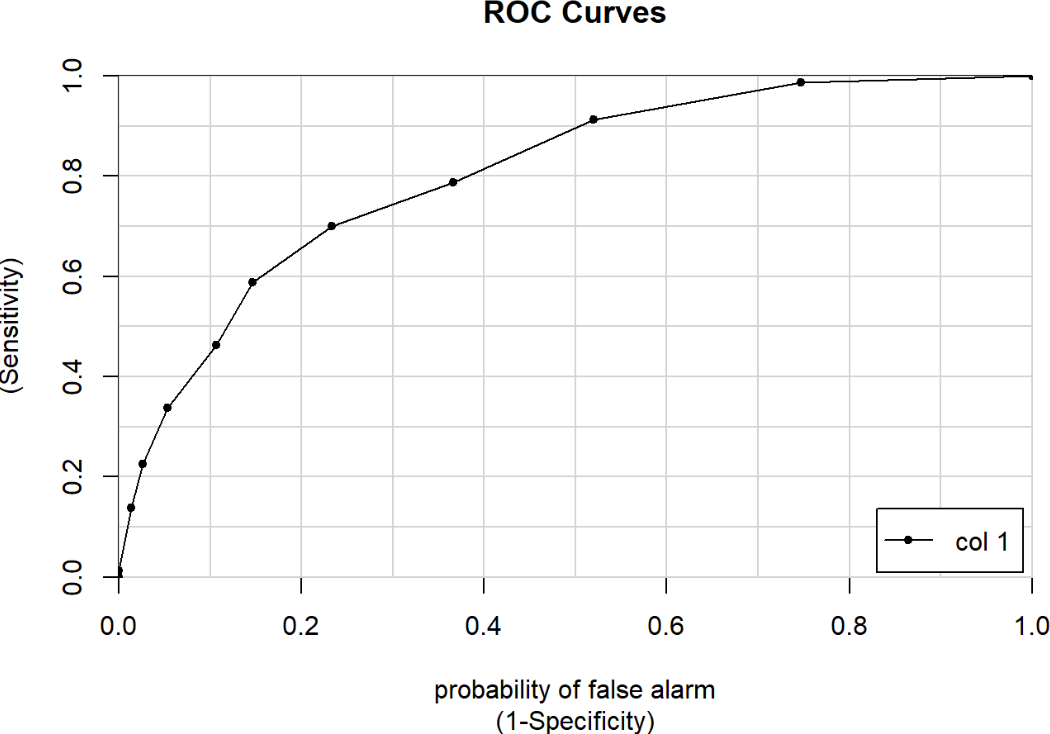 ROC Curves
(Sensitivity)
1.0
0.8
0.6
0.4
0.2
0.0
col 1
0.0 0.2 0.4 0.6 0.8 1.0
probability of false alarm
(1-Specificity)